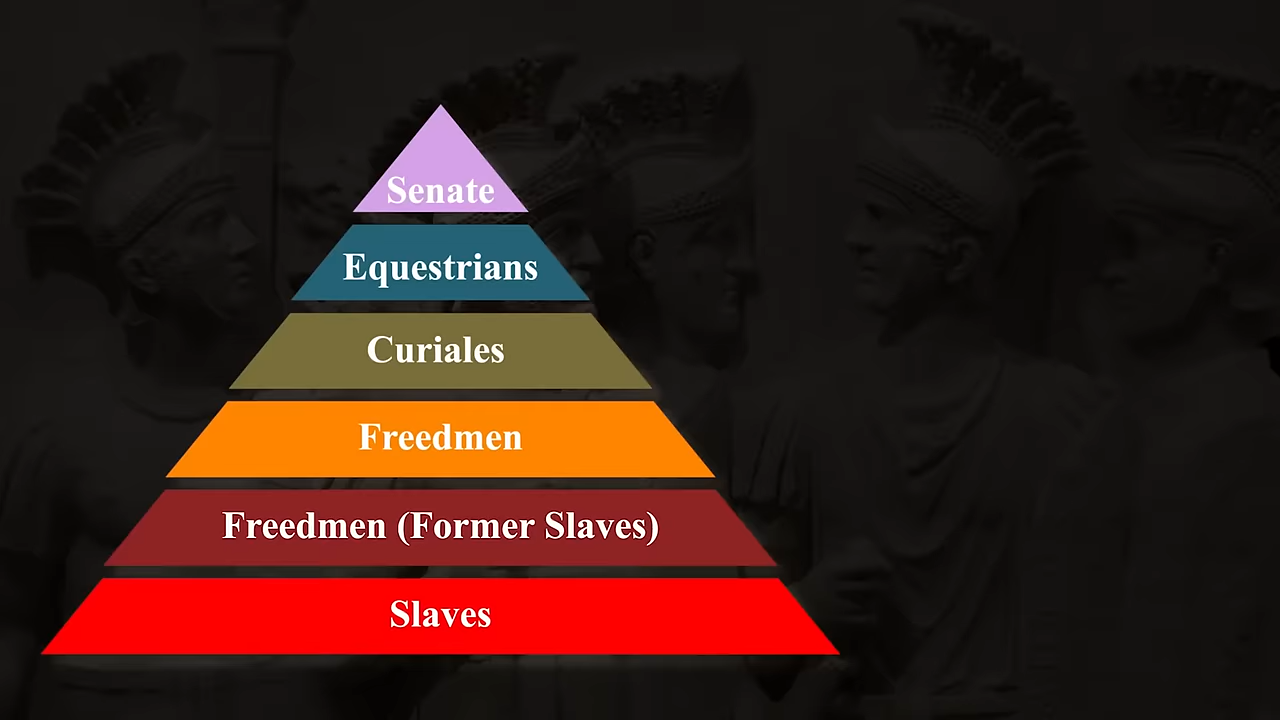 Senate
Equestrians
Curiales
Freedmen
Freedmen (Former Slaves)
Slaves